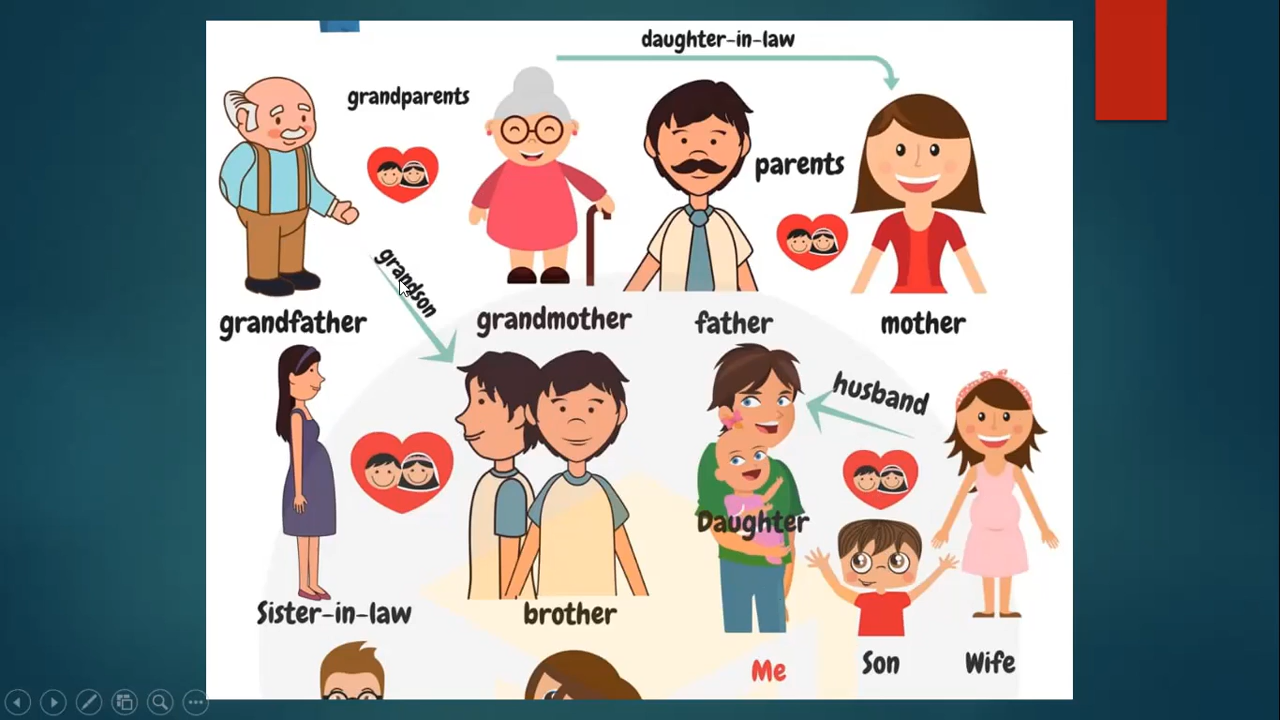 daughter-in-law
grandparents
parents
grandson
grandfather
grandmother
father
mother
husband
Daughter
Sister-in-law
brother
Me
Son
Wife